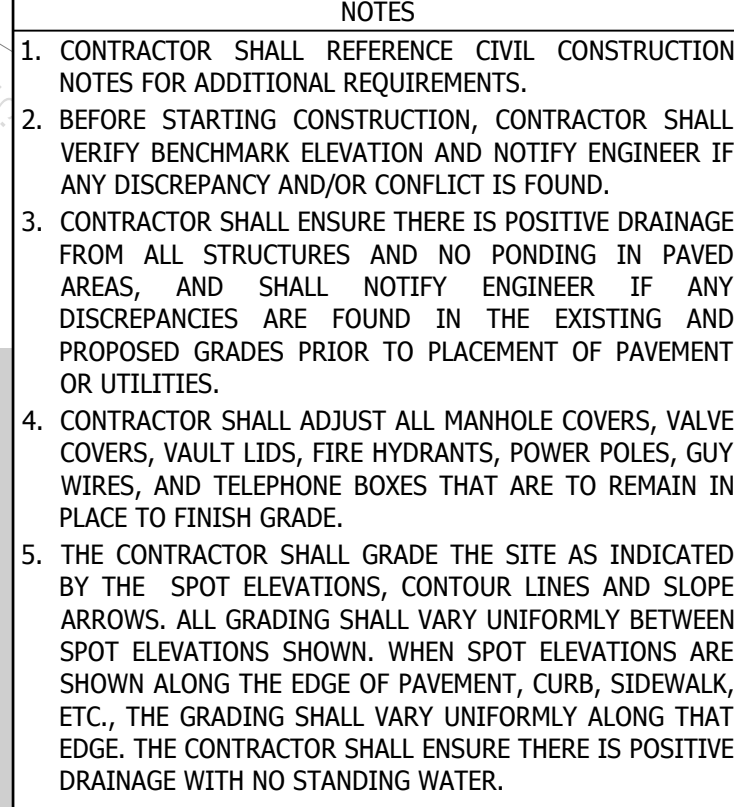 NOTES
1. CONTRACTOR SHALL REFERENCE CIVIL CONSTRUCTION
NOTES FOR ADDITIONAL REQUIREMENTS.
2. BEFORE STARTING CONSTRUCTION, CONTRACTOR SHALL
VERIFY BENCHMARK ELEVATION AND NOTIFY ENGINEER IF
ANY DISCREPANCY AND/OR CONFLICT IS FOUND.
3. CONTRACTOR SHALL ENSURE THERE IS POSITIVE DRAINAGE
FROM ALL STRUCTURES AND NO PONDING IN PAVED
AREAS, AND SHALL NOTIFY ENGINEER IF ANY
DISCREPANCIES ARE FOUND IN THE EXISTING AND
PROPOSED GRADES PRIOR TO PLACEMENT OF PAVEMENT
OR UTILITIES.
4. CONTRACTOR SHALL ADJUST ALL MANHOLE COVERS, VALVE
COVERS, VAULT LIDS, FIRE HYDRANTS, POWER POLES, GUY
WIRES, AND TELEPHONE BOXES THAT ARE TO REMAIN IN
PLACE TO FINISH GRADE.
5. THE CONTRACTOR SHALL GRADE THE SITE AS INDICATED
BY THE SPOT ELEVATIONS, CONTOUR LINES AND SLOPE
ARROWS. ALL GRADING SHALL VARY UNIFORMLY BETWEEN
SPOT ELEVATIONS SHOWN. WHEN SPOT ELEVATIONS ARE
SHOWN ALONG THE EDGE OF PAVEMENT, CURB, SIDEWALK,
ETC., THE GRADING SHALL VARY UNIFORMLY ALONG THAT
EDGE. THE CONTRACTOR SHALL ENSURE THERE IS POSITIVE
DRAINAGE WITH NO STANDING WATER.